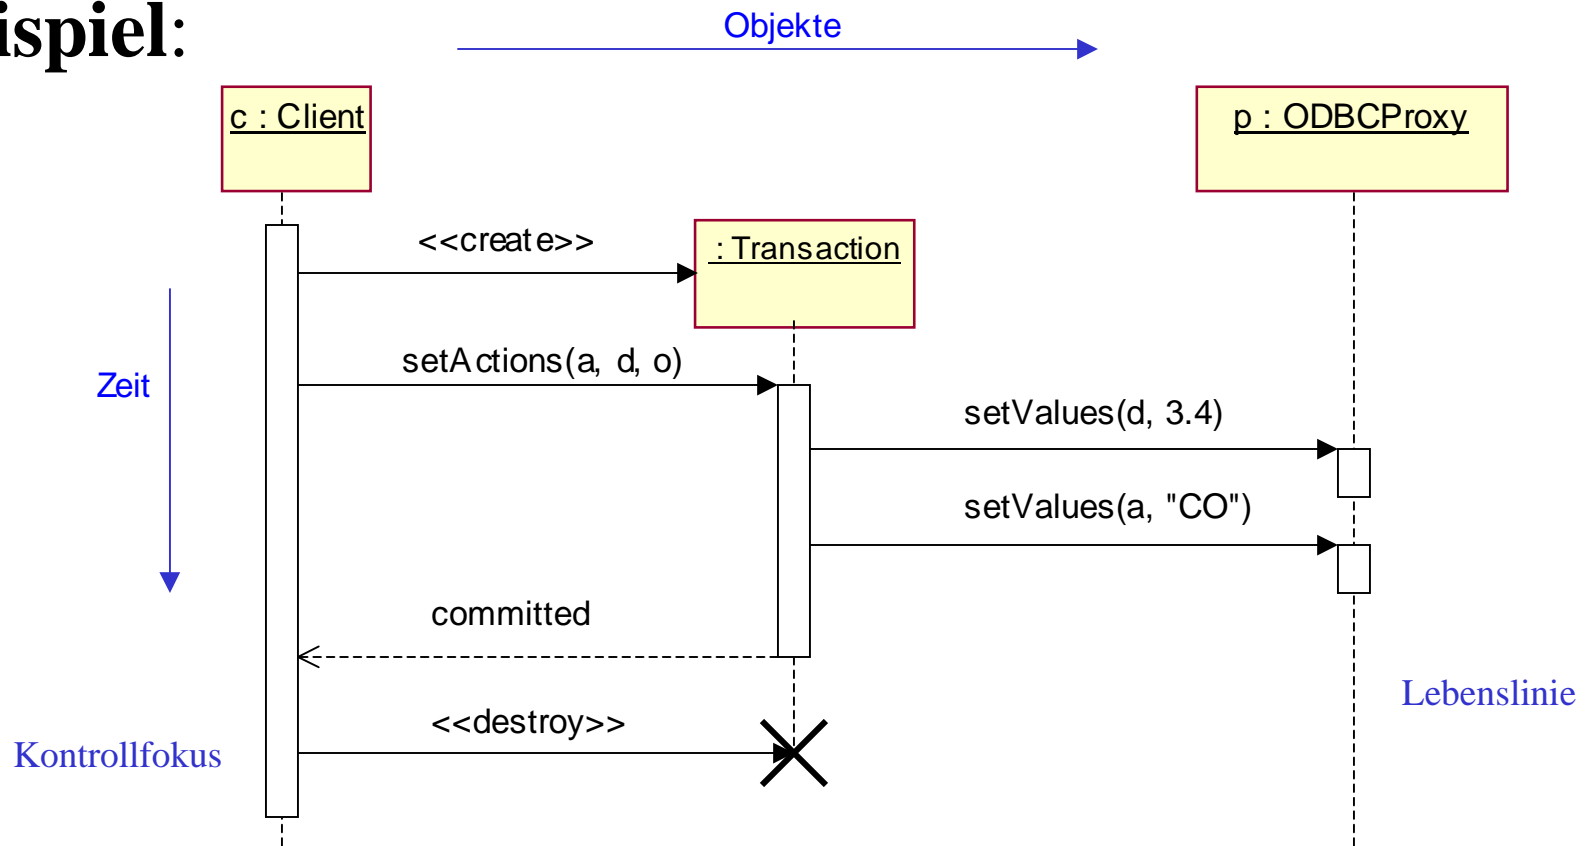 ispiel:
Objekte
c : Client
p : ODBCProxy
<<create>>
: Transaction
setActions(a, d, o)
Zeit
setValues(d, 3.4)
setValues(a, "CO")
committed
Lebenslinie
<<destroy>>
Kontrollfokus